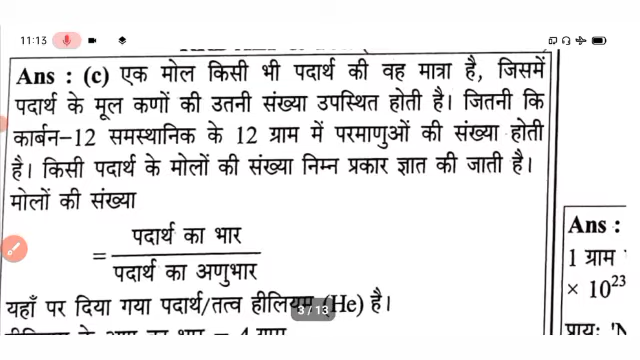 11:13
Ans : (c) एक मोल किसी भी पदार्थ की वह मात्रा है, जिसमें
पदार्थ के मूल कणों की उतनी संख्या उपस्थित होती है। जितनी कि
कार्बन–12 समस्थानिक के 12 ग्राम में परमाणुओं की संख्या होती
है। किसी पदार्थ के मोलों की संख्या निम्न प्रकार ज्ञात की जाती है।
मोलों की संख्या
= पदार्थ का भार
पदार्थ का अणुभार
यहाँ पर दिया गया पदार्थ/तत्व हीलियम (He) है।
8/13
Ans :
1 ग्राम
× 10²³